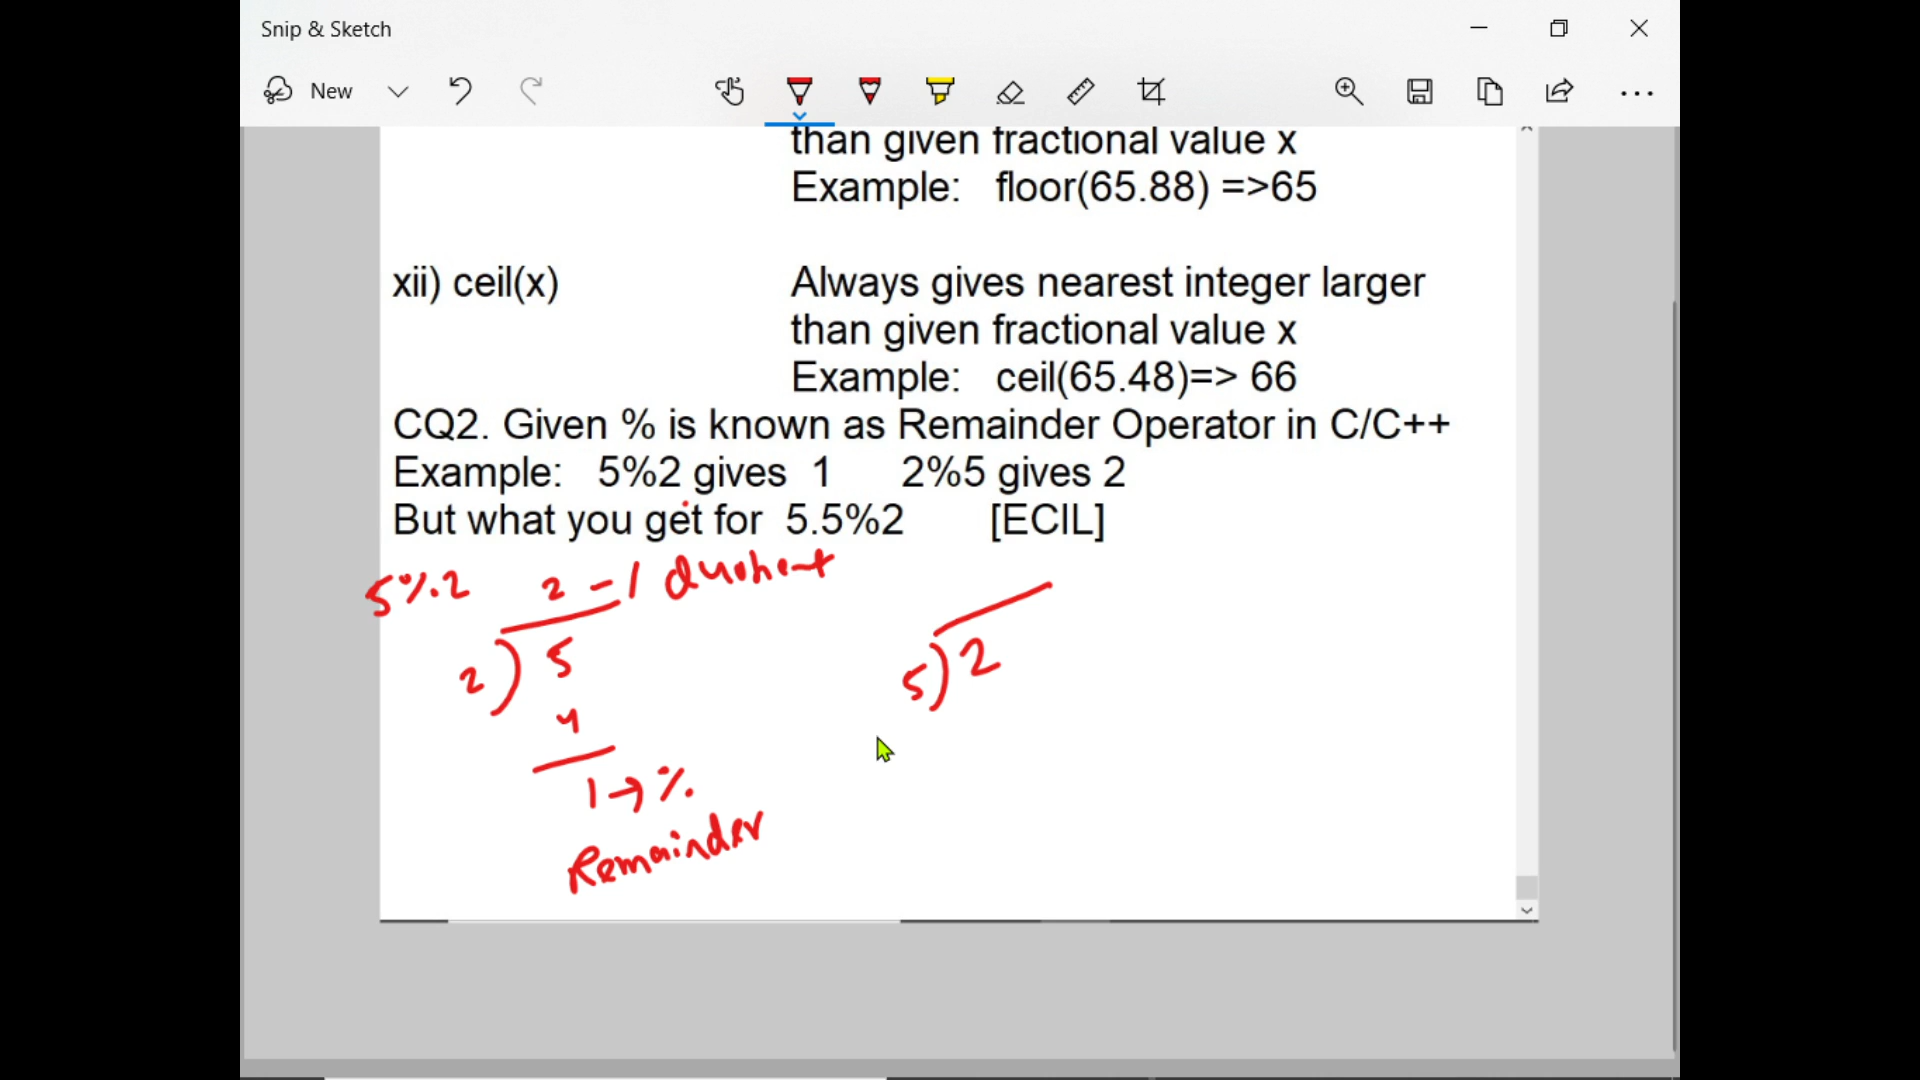 Snip & Sketch
New
than given fractional value x
Example: floor(65.88) =>65
xii) ceil(x) Always gives nearest integer larger
than given fractional value x
Example: ceil(65.48)=> 66
CQ2. Given % is known as Remainder Operator in C/C++
Example: 5%2 gives 1 2%5 gives 2
But what you get for 5.5%2 [ECIL]
5%2 2 - 1
2) 5 5) 2
4
1 → %
Remainder